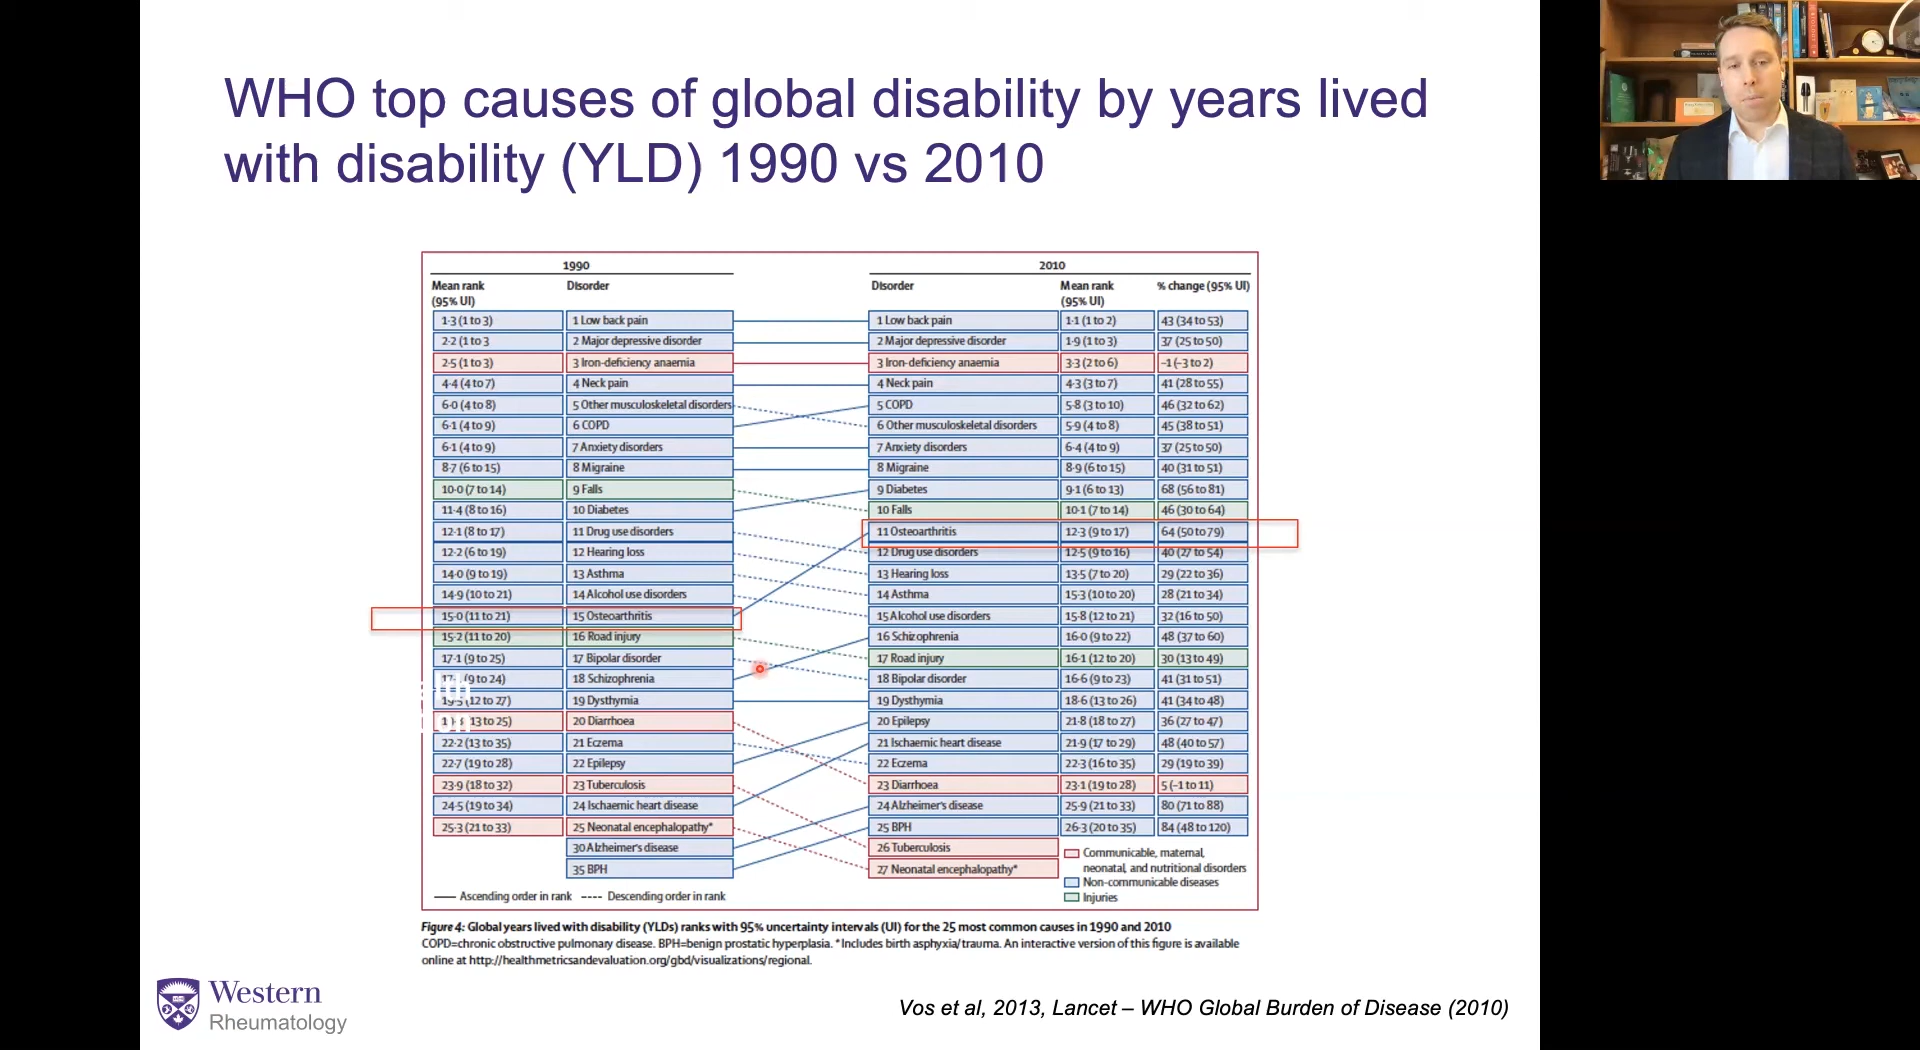 WHO top causes of global disability by years lived
with disability (YLD) 1990 vs 2010
1990
2010
Mean rank (95% UI) Disorder
Disorder Mean rank (95% UI) % change (95% UI)
1·3 (1 to 3) 1 Low back pain 1 Low back pain 1·1 (1 to 2) 43 (34 to 53)
2·2 (1 to 3 2 Major depressive disorder 2 Major depressive disorder 1·9 (1 to 3) 37 (25 to 50)
2·5 (1 to 3) 3 Iron-deficiency anaemia 3 Iron-deficiency anaemia 3·3 (2 to 6) –1 (–3 to 2)
4·4 (4 to 7) 4 Neck pain 4 Neck pain 4·3 (3 to 7) 41 (28 to 55)
6·0 (4 to 8) 5 Other musculoskeletal disorders 5 COPD 5·8 (3 to 10) 46 (32 to 62)
6·1 (4 to 9) 6 COPD 6 Other musculoskeletal disorders 5·9 (4 to 8) 45 (38 to 51)
6·1 (4 to 9) 7 Anxiety disorders 7 Anxiety disorders 6·4 (4 to 9) 37 (25 to 50)
8·7 (6 to 15) 8 Migraine 8 Migraine 8·9 (6 to 15) 40 (31 to 51)
10·0 (7 to 14) 9 Falls 9 Diabetes 9·1 (6 to 13) 68 (56 to 81)
11·4 (8 to 16) 10 Diabetes 10 Falls 10·1 (7 to 14) 46 (30 to 64)
12·1 (8 to 17) 11 Drug use disorders 11 Osteoarthritis 12·3 (9 to 17) 64 (50 to 79)
12·2 (6 to 19) 12 Hearing loss 12 Drug use disorders 12·5 (9 to 16) 40 (27 to 54)
14·0 (9 to 19) 13 Asthma 13 Hearing loss 13·5 (7 to 20) 29 (22 to 36)
14·9 (10 to 21) 14 Alcohol use disorders 14 Asthma 15·3 (10 to 20) 28 (21 to 34)
15·0 (11 to 21) 15 Osteoarthritis 15 Alcohol use disorders 15·8 (12 to 21) 32 (16 to 50)
15·2 (11 to 20) 16 Road injury 16 Schizophrenia 16·0 (9 to 22) 48 (37 to 60)
17·1 (9 to 25) 17 Bipolar disorder 17 Road injury 16·1 (12 to 20) 30 (13 to 49)
(9 to 24) 18 Schizophrenia 18 Bipolar disorder 16·6 (9 to 23) 41 (31 to 51)
(12 to 27) 19 Dysthymia 19 Dysthymia 18·6 (13 to 26) 41 (34 to 48)
13 to 25) 20 Diarrhoea 20 Epilepsy 21·8 (18 to 27) 36 (27 to 47)
22·2 (13 to 35) 21 Eczema 21 Ischaemic heart disease 21·9 (17 to 29) 48 (40 to 57)
22·7 (19 to 28) 22 Epilepsy 22 Eczema 22·3 (16 to 35) 29 (19 to 39)
23·9 (18 to 32) 23 Tuberculosis 23 Diarrhoea 23·1 (19 to 28) 5 (–1 to 11)
24·5 (19 to 34) 24 Ischaemic heart disease 24 Alzheimer's disease 25·9 (21 to 33) 80 (71 to 88)
25·3 (21 to 33) 25 Neonatal encephalopathy* 25 BPH 26·3 (20 to 35) 84 (48 to 120)
30 Alzheimer's disease 26 Tuberculosis
35 BPH 27 Neonatal encephalopathy*
Communicable, maternal,
neonatal, and nutritional disorders
Non-communicable diseases
Injuries
Ascending order in rank Descending order in rank
Figure 4: Global years lived with disability (YLDs) ranks with 95% uncertainty intervals (UI) for the 25 most common causes in 1990 and 2010
COPD=chronic obstructive pulmonary disease. BPH=benign prostatic hyperplasia. *Includes birth asphyxia/trauma. An interactive version of this figure is available
online at http://healthmetricsandevaluation.org/gbd/visualizations/regional.
Western
Rheumatology
Vos et al, 2013, Lancet – WHO Global Burden of Disease (2010)